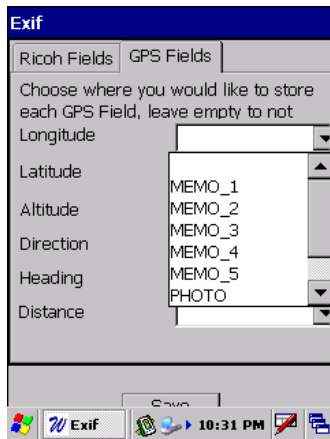 Exif
Ricoh Fields GPS Fields
Choose where you would like to store
each GPS Field, leave empty to not
Longitude
Latitude
MEMO_1
Altitude
MEMO_2
MEMO_3
Direction
MEMO_4
Heading
MEMO_5
PHOTO
Distance
Save
Exif 10:31 PM